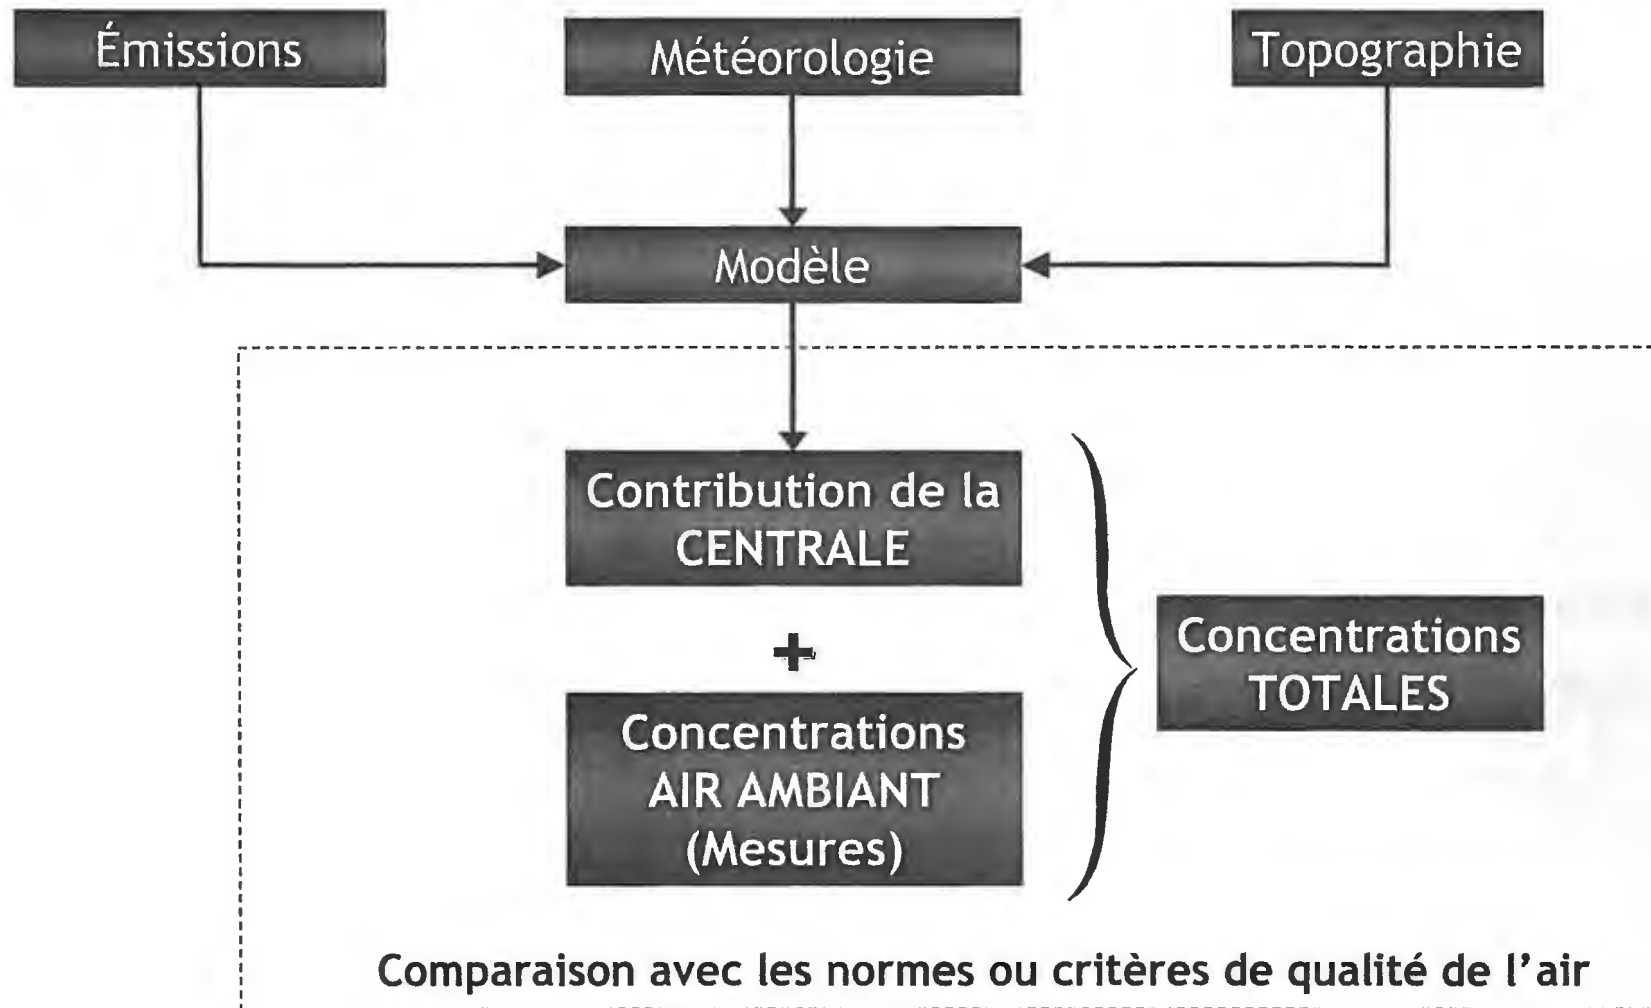 Émissions
Météorologie
Topographie
Modèle
Contribution de la
CENTRALE
+
Concentrations
AIR AMBIANT
(Mesures)
Concentrations
TOTALES
Comparaison avec les normes ou critères de qualité de l'air